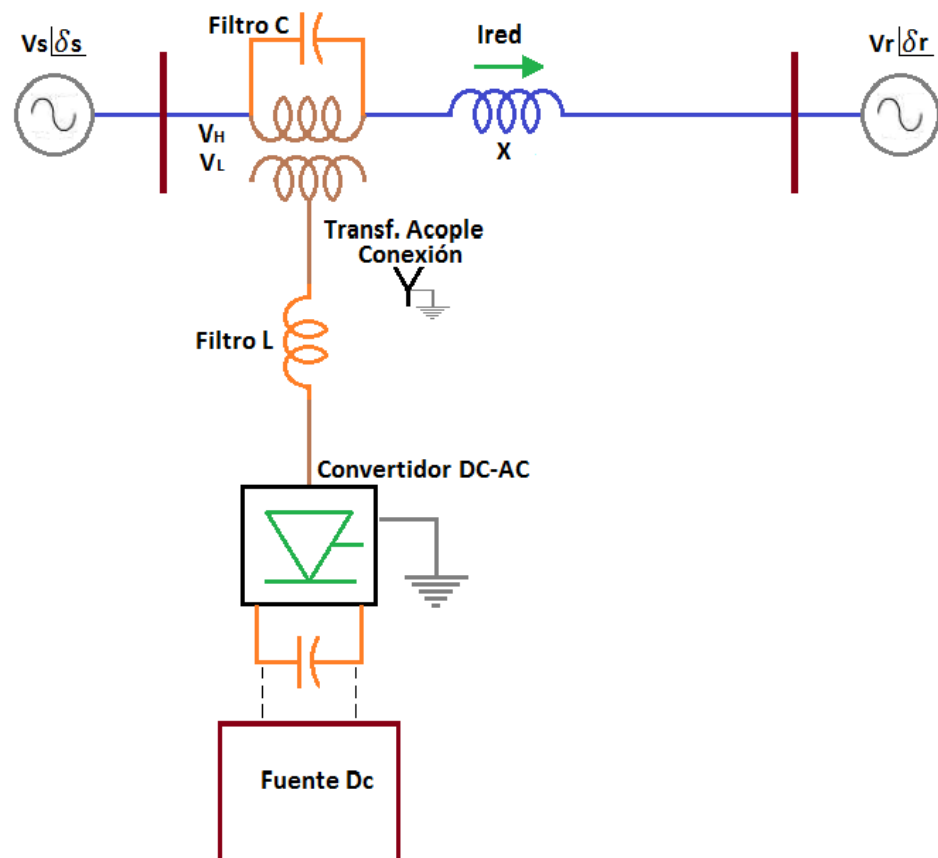 Filtro C
Vs|δs
Ired
Vr|δr
VH
VL
X
Transf. Acople
Conexión
Filtro L
Convertidor DC-AC
Fuente Dc